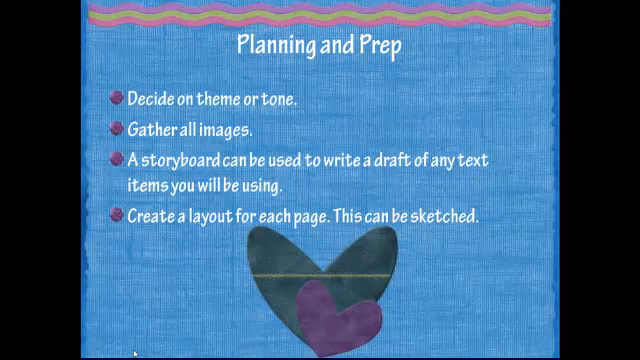 Planning and Prep
Decide on theme or tone.
Gather all images.
A storyboard can be used to write a draft of any text
items you will be using.
Create a layout for each page. This can be sketched.